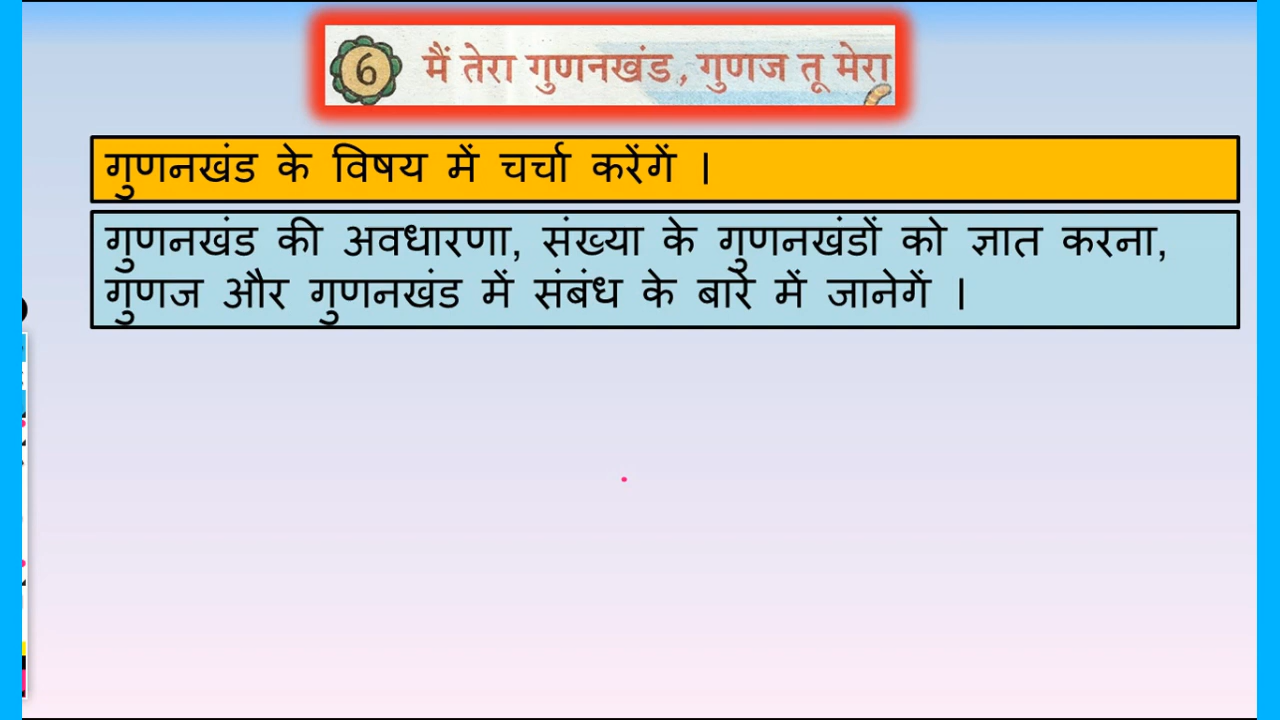 6 मैं तेरा गुणनखंड, गुणज तू मेरा
गुणनखंड के विषय में चर्चा करेंगें ।
गुणनखंड की अवधारणा, संख्या के गुणनखंडों को ज्ञात करना,
गुणज और गुणनखंड में संबंध के बारे में जानेगें ।